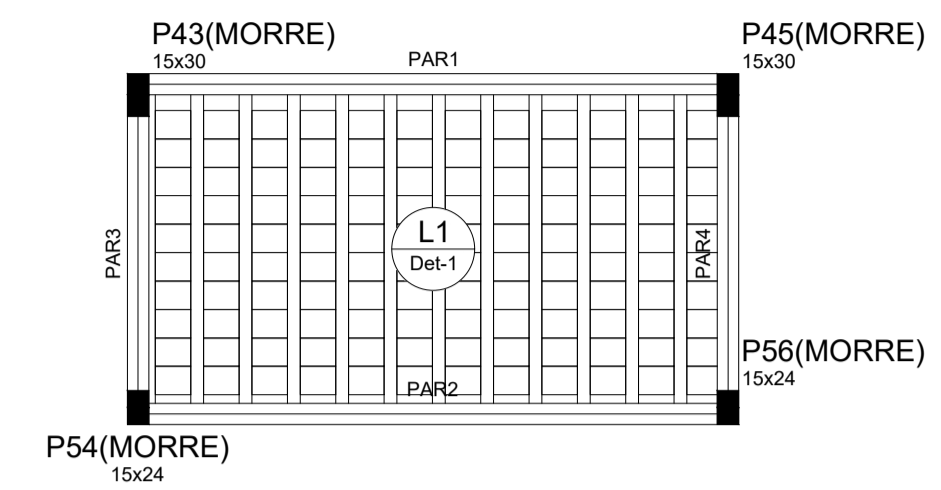 P43(MORRE)
15x30
PAR1
P45(MORRE)
15x30
PAR3
L1
Det-1
PAR4
PAR2
P56(MORRE)
15x24
P54(MORRE)
15x24